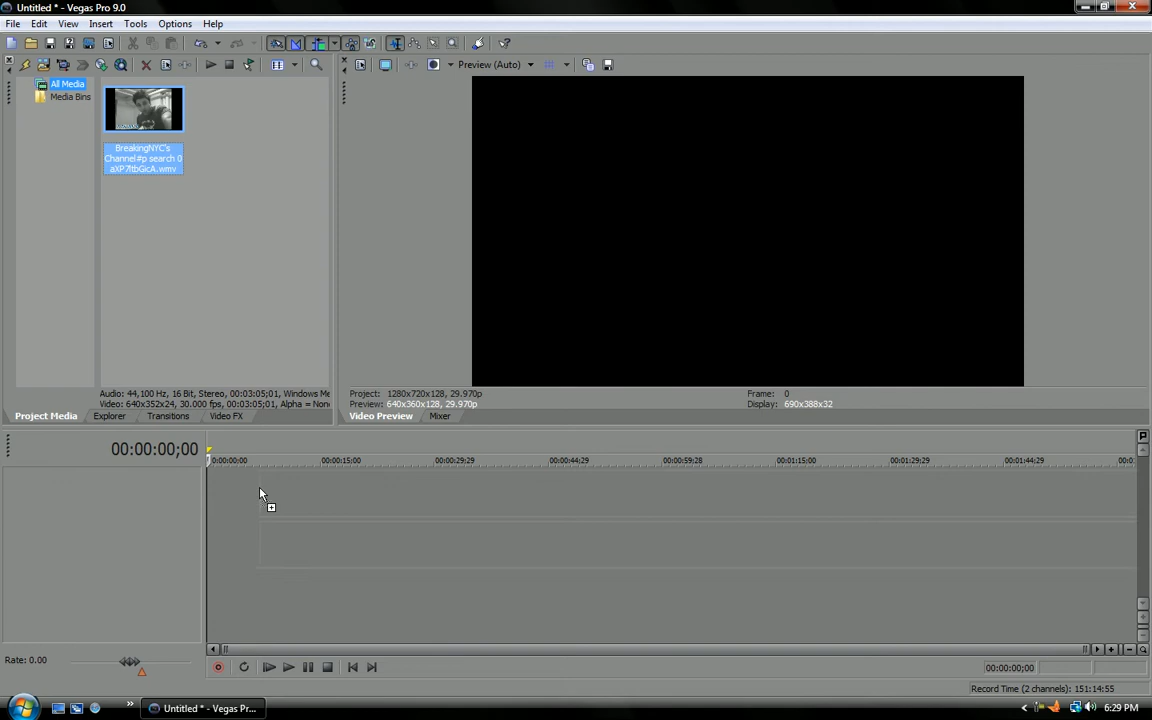 Untitled * - Vegas Pro 9.0
File Edit View Insert Tools Options Help
Preview (Auto)
All Media
Media Bins
BreakingNYC's
Channel#p search 0
aXP7ltbGicA.wmv
Audio: 44,100 Hz, 16 Bit, Stereo, 00:03:05;01, Windows Me
Video: 640x352x24, 30.000 fps, 00:03:05;01, Alpha = None
Project: 1280x720x128, 29.970p
Preview: 640x360x128, 29.970p
Frame: 0
Display: 690x388x32
Project Media Explorer Transitions Video FX
Video Preview Mixer
00:00:00;00
0:00:00;00 00:00:15;00 00:00:29;29 00:00:44;29 00:00:59;28 00:01:15;00 00:01:29;29 00:01:44;29 00:0
Rate: 0.00
00:00:00;00
Record Time (2 channels): 151:14:55
Untitled * - Vegas Pr...
6:29 PM